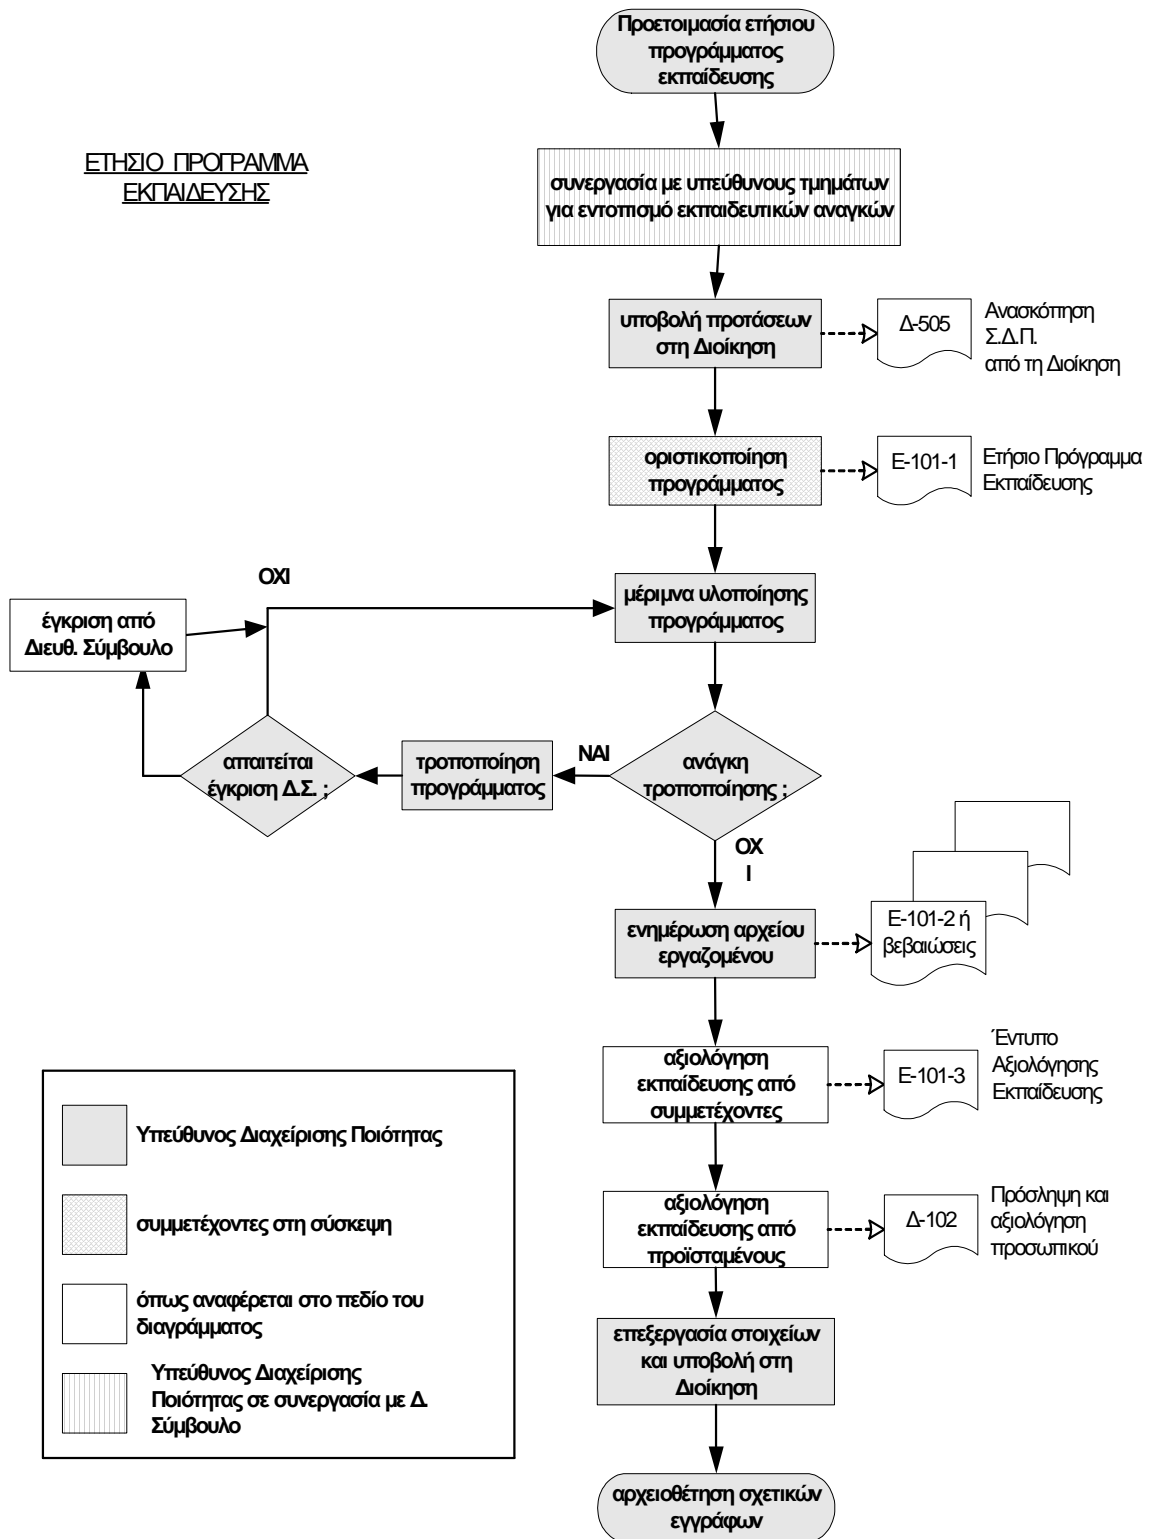 Προετοιμασία ετήσιου
προγράμματος
εκπαίδευσης
ΕΤΗΣΙΟ ΠΡΟΓΡΑΜΜΑ
ΕΚΠΑΙΔΕΥΣΗΣ
συνεργασία με υπεύθυνους τμημάτων
για εντοπισμό εκπαιδευτικών αναγκών
υποβολή προτάσεων
στη Διοίκηση
Δ-505
Ανασκόπηση
Σ.Δ.Π.
από τη Διοίκηση
οριστικοποίηση
προγράμματος
Ε-101-1
Ετήσιο Πρόγραμμα
Εκπαίδευσης
ΟΧΙ
έγκριση από
Διευθ. Σύμβουλο
μέριμνα υλοποίησης
προγράμματος
απαιτείται
έγκριση Δ.Σ. ;
τροποποίηση
προγράμματος
ΝΑΙ
ανάγκη
τροποποίησης ;
ΟΧ
Ι
ενημέρωση αρχείου
εργαζομένου
Ε-101-2 ή
βεβαιώσεις
αξιολόγηση
εκπαίδευσης από
συμμετέχοντες
Ε-101-3
Έντυπο
Αξιολόγησης
Εκπαίδευσης
αξιολόγηση
εκπαίδευσης από
προϊσταμένους
Δ-102
Πρόσληψη και
αξιολόγηση
προσωπικού
επεξεργασία στοιχείων
και υποβολή στη
Διοίκηση
αρχειοθέτηση σχετικών
εγγράφων
Υπεύθυνος Διαχείρισης Ποιότητας
συμμετέχοντες στη σύσκεψη
όπως αναφέρεται στο πεδίο του
διαγράμματος
Υπεύθυνος Διαχείρισης
Ποιότητας σε συνεργασία με Δ.
Σύμβουλο